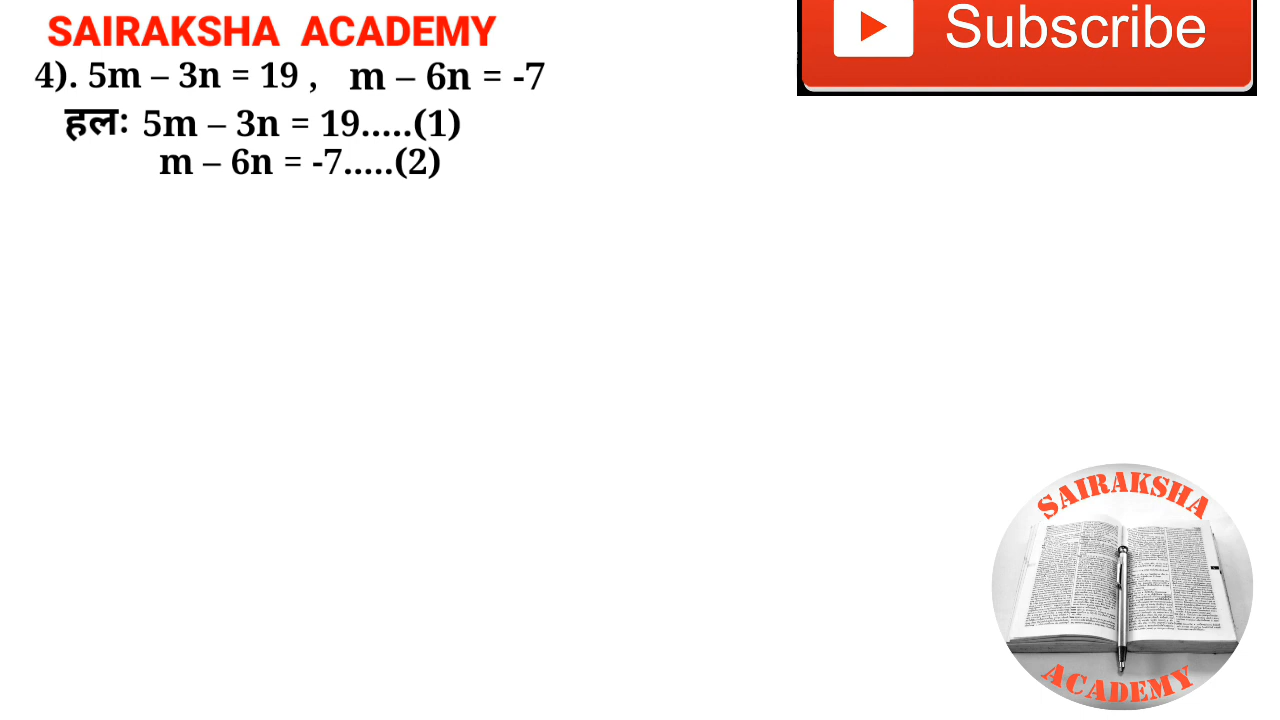 SAIRAKSHA ACADEMY
Subscribe
4). 5m – 3n = 19 , m – 6n = -7
हलः 5m – 3n = 19.....(1)
m – 6n = -7.....(2)
SAIRAKSHA
ACADEMY